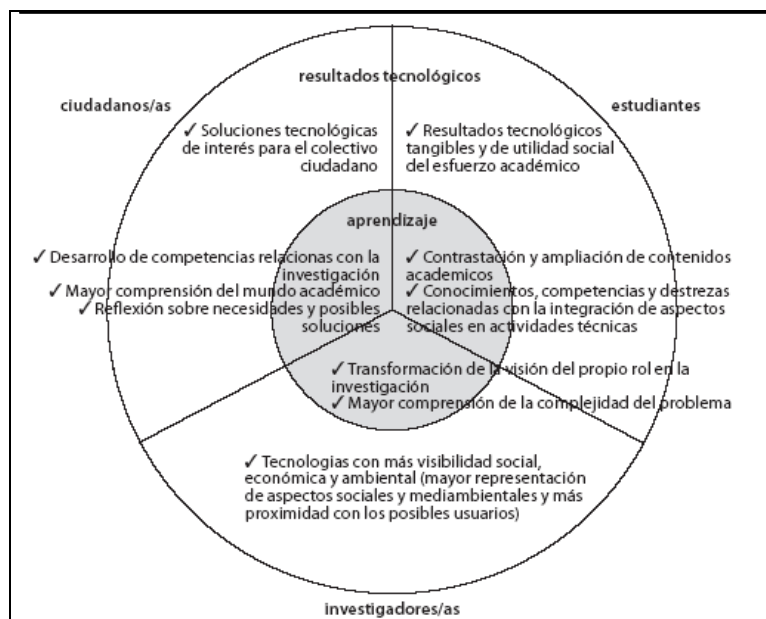 resultados tecnológicos
ciudadanos/as
estudiantes
✓ Soluciones tecnológicas
de interés para el colectivo
ciudadano
✓ Resultados tecnológicos
tangibles y de utilidad social
del esfuerzo académico
aprendizaje
✓ Desarrollo de competencias relacionas con la
investigación
✓ Mayor comprensión del mundo académico
✓ Reflexión sobre necesidades y posibles
soluciones
✓ Contrastación y ampliación de contenidos
academicos
✓ Conocimientos, competencias y destrezas
relacionadas con la integración de aspectos
sociales en actividades técnicas
✓ Transformación de la visión del propio rol en la
investigación
✓ Mayor comprensión de la complejidad del problema
✓ Tecnologias con más visibilidad social,
económica y ambiental (mayor representación
de aspectos sociales y mediambientales y más
proximidad con los posibles usuarios)
investigadores/as